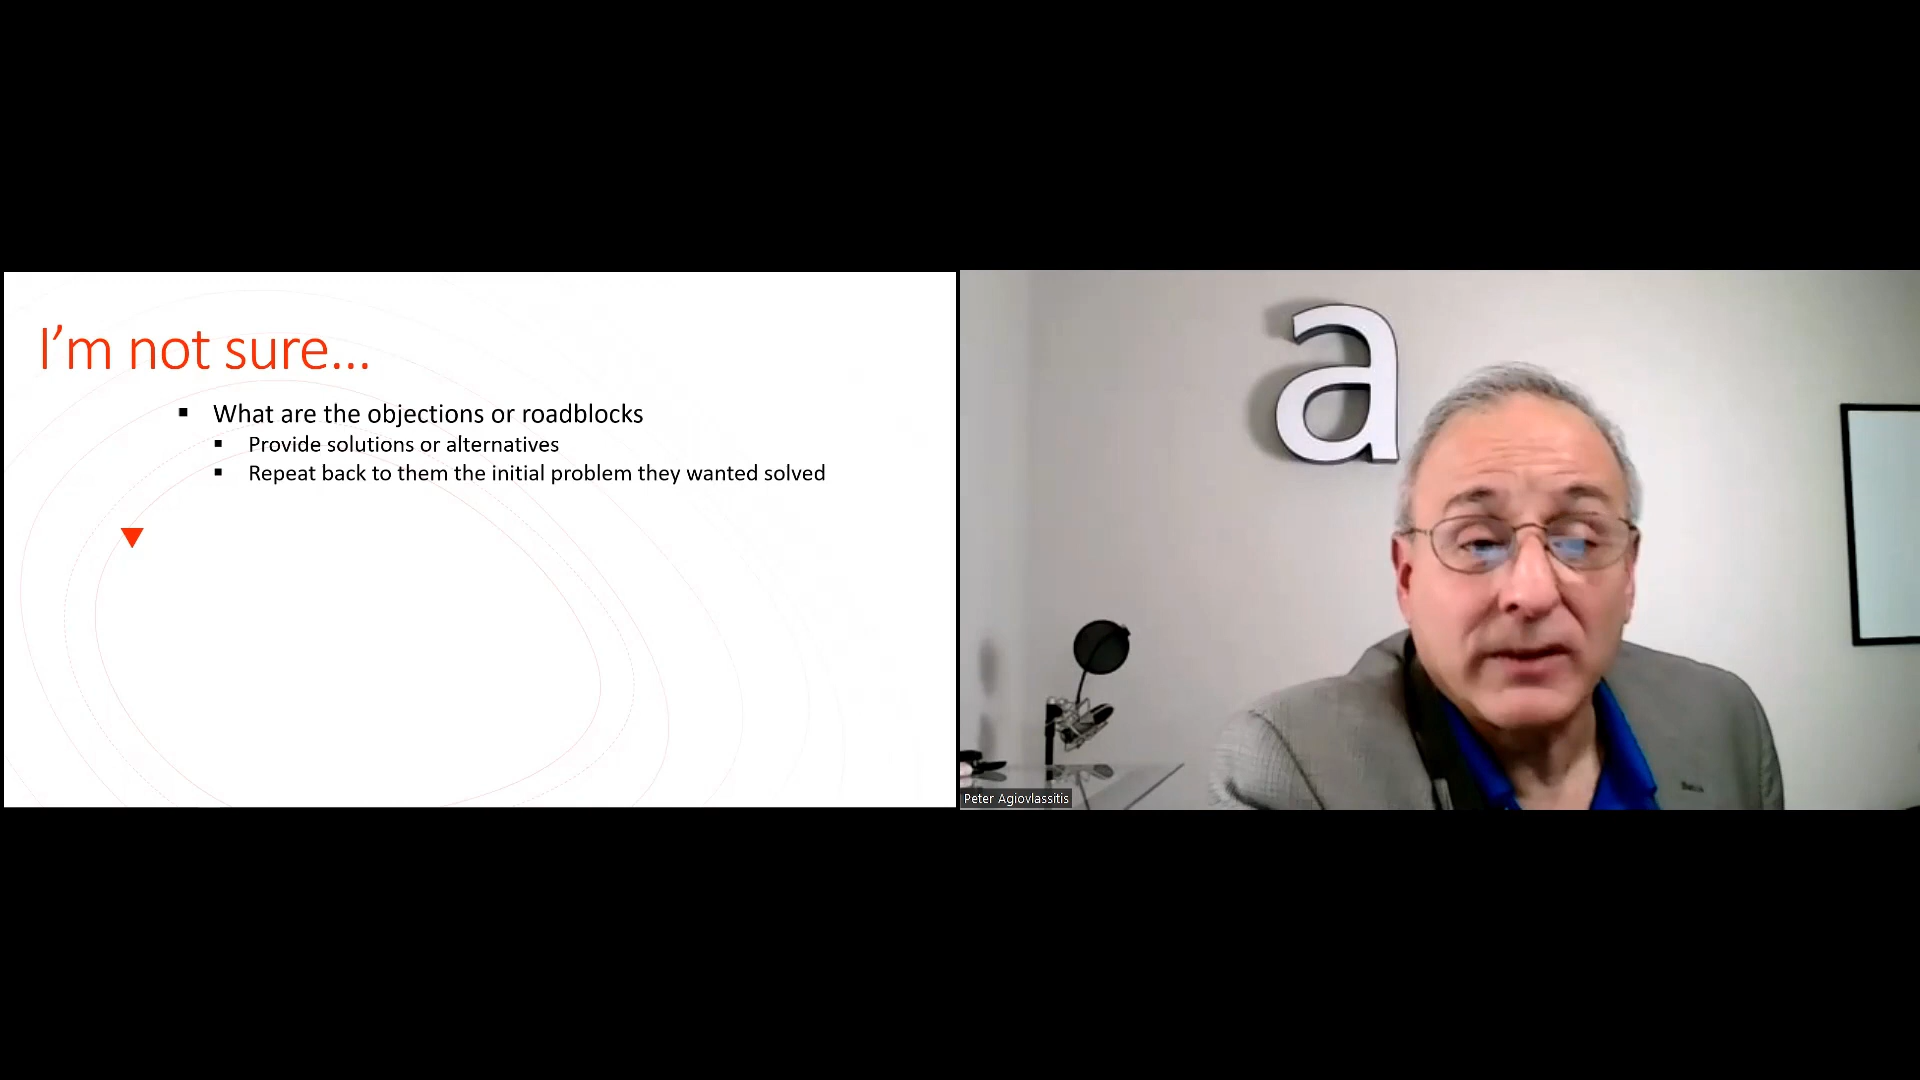 I'm not sure...
▪ What are the objections or roadblocks
▪ Provide solutions or alternatives
▪ Repeat back to them the initial problem they wanted solved
a
Peter Agiovlassitis